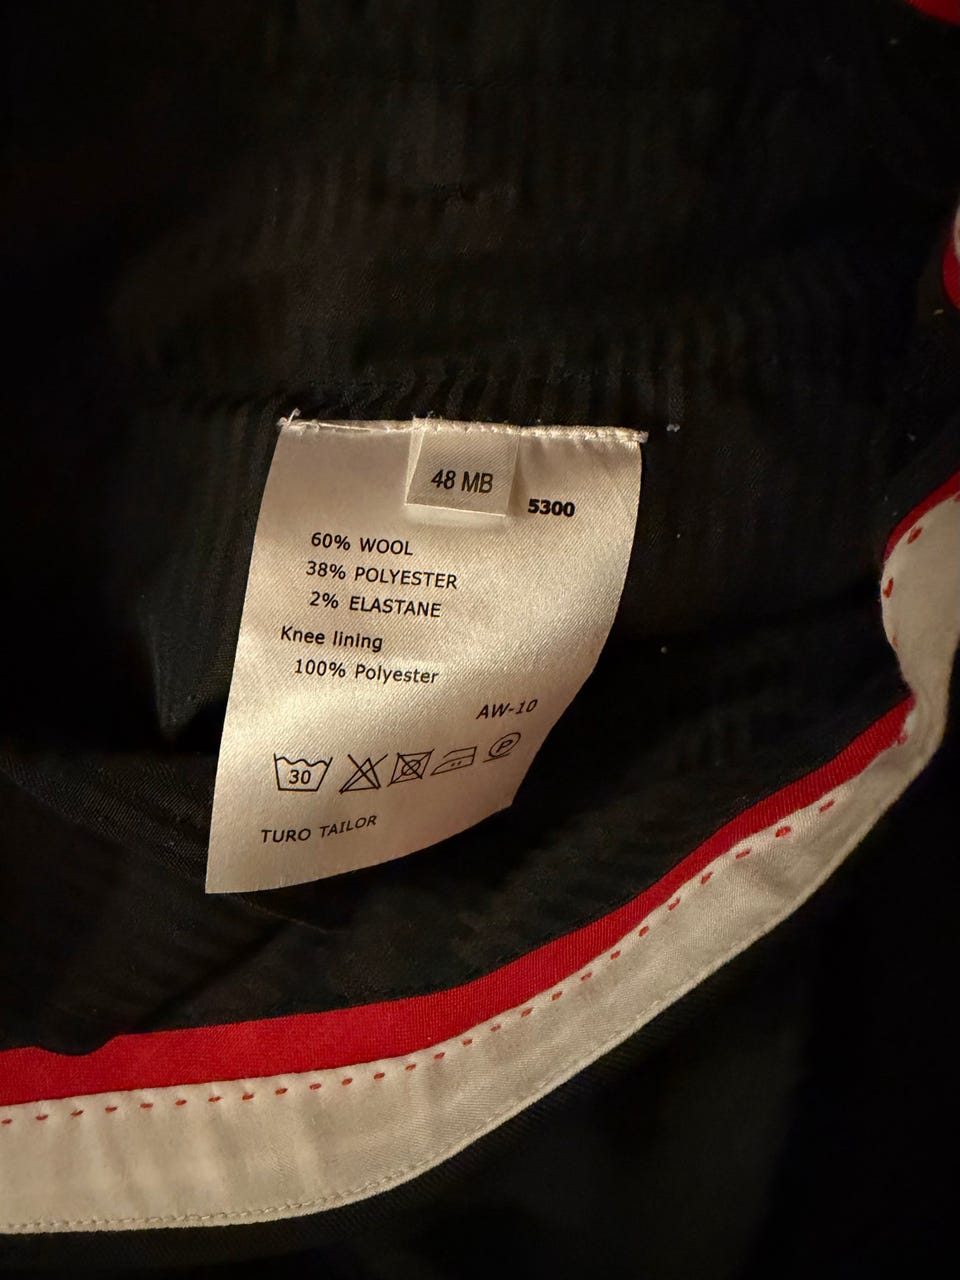 48 MB
5300
60% WOOL
38% POLYESTER
2% ELASTANE
Knee lining
100% Polyester
AW-10
30
P
TURO TAILOR